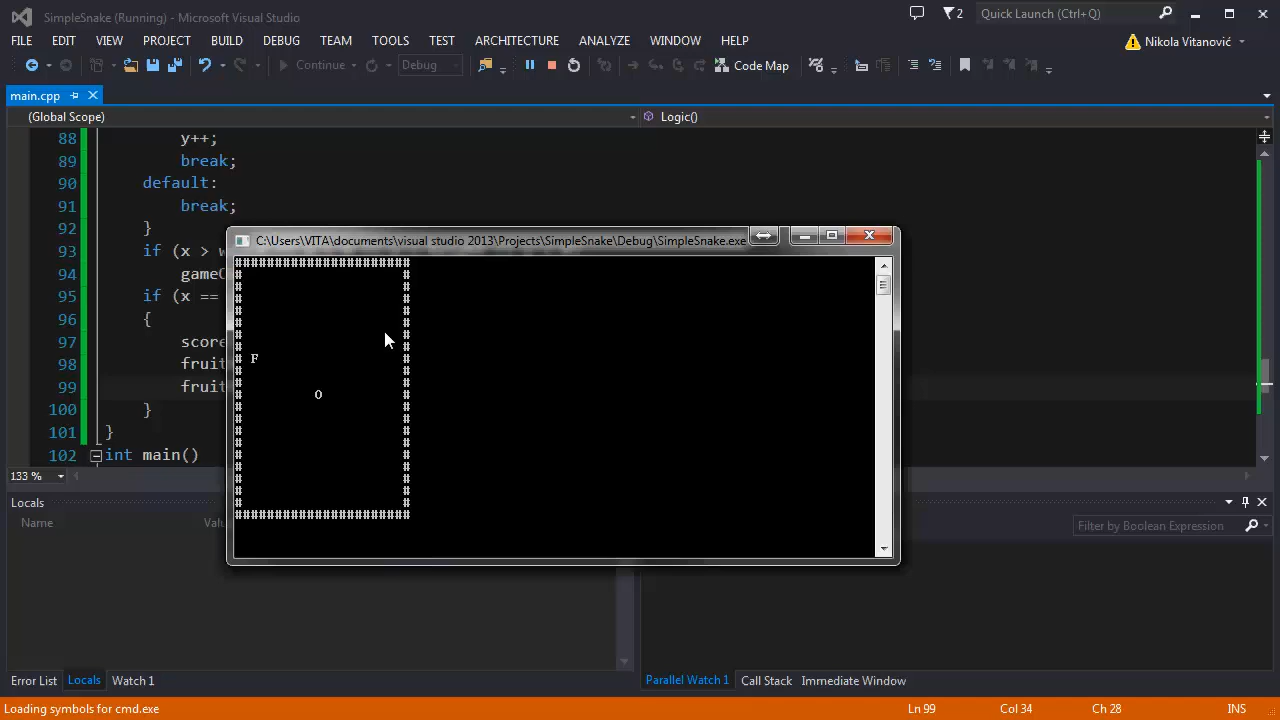 SimpleSnake (Running) - Microsoft Visual Studio
2
Quick Launch (Ctrl+Q)
FILE EDIT VIEW PROJECT BUILD DEBUG TEAM TOOLS TEST ARCHITECTURE ANALYZE WINDOW HELP
Nikola Vitanović
Continue Debug Code Map
main.cpp
(Global Scope) Logic()
88 y++;
89 break;
90 default:
91 break;
92 }
C:\Users\VITA\documents\visual studio 2013\Projects\SimpleSnake\Debug\SimpleSnake.exe
93 if (x >
######################
# #
94
# #
95 if (x ==
# #
96 {
# #
# #
97 score
# #
# #
98 fruit
# F #
# #
99 fruit
# #
# O #
100 }
# #
# #
101 }
# #
# #
102 int main()
# #
# #
133 %
# #
# #
# #
Locals
######################
Name
Filter by Boolean Expression
Error List Locals Watch 1
Parallel Watch 1 Call Stack Immediate Window
Loading symbols for cmd.exe Ln 99 Col 34 Ch 28 INS